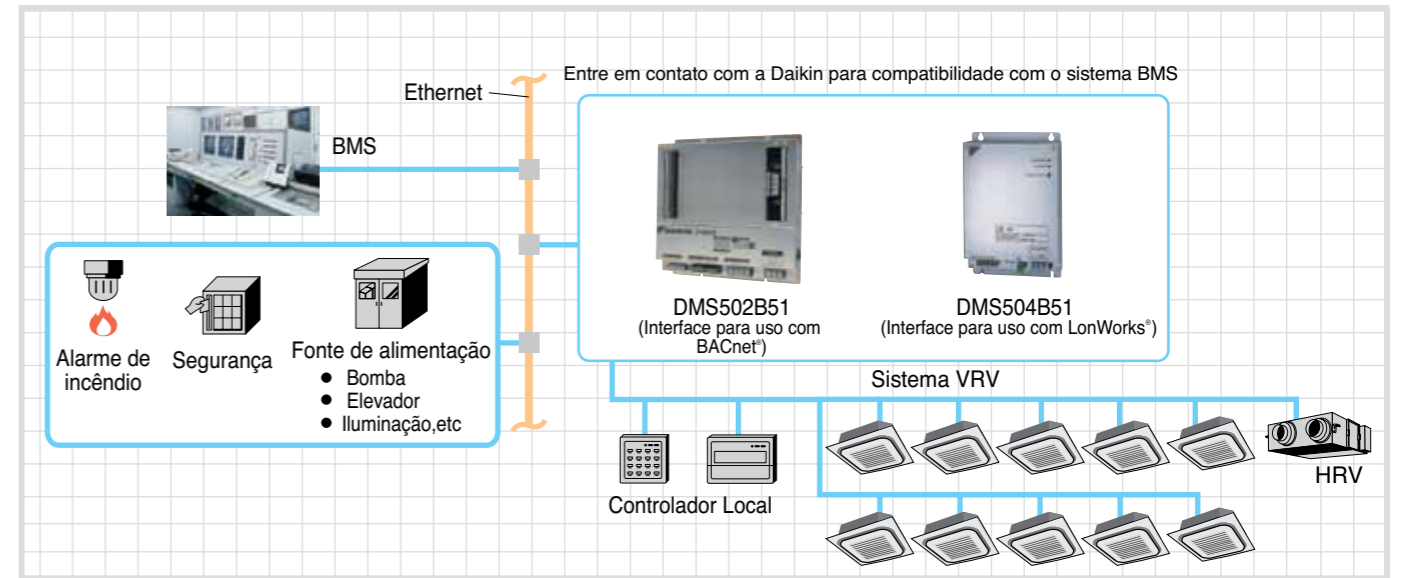 Entre em contato com a Daikin para compatibilidade com o sistema BMS
Ethernet
BMS
DMS502B51
(Interface para uso com
BACnet®)
DMS504B51
(Interface para uso com LonWorks®)
Alarme de
incêndio
Segurança
Fonte de alimentação
● Bomba
● Elevador
● Iluminação,etc
Sistema VRV
Controlador Local
HRV